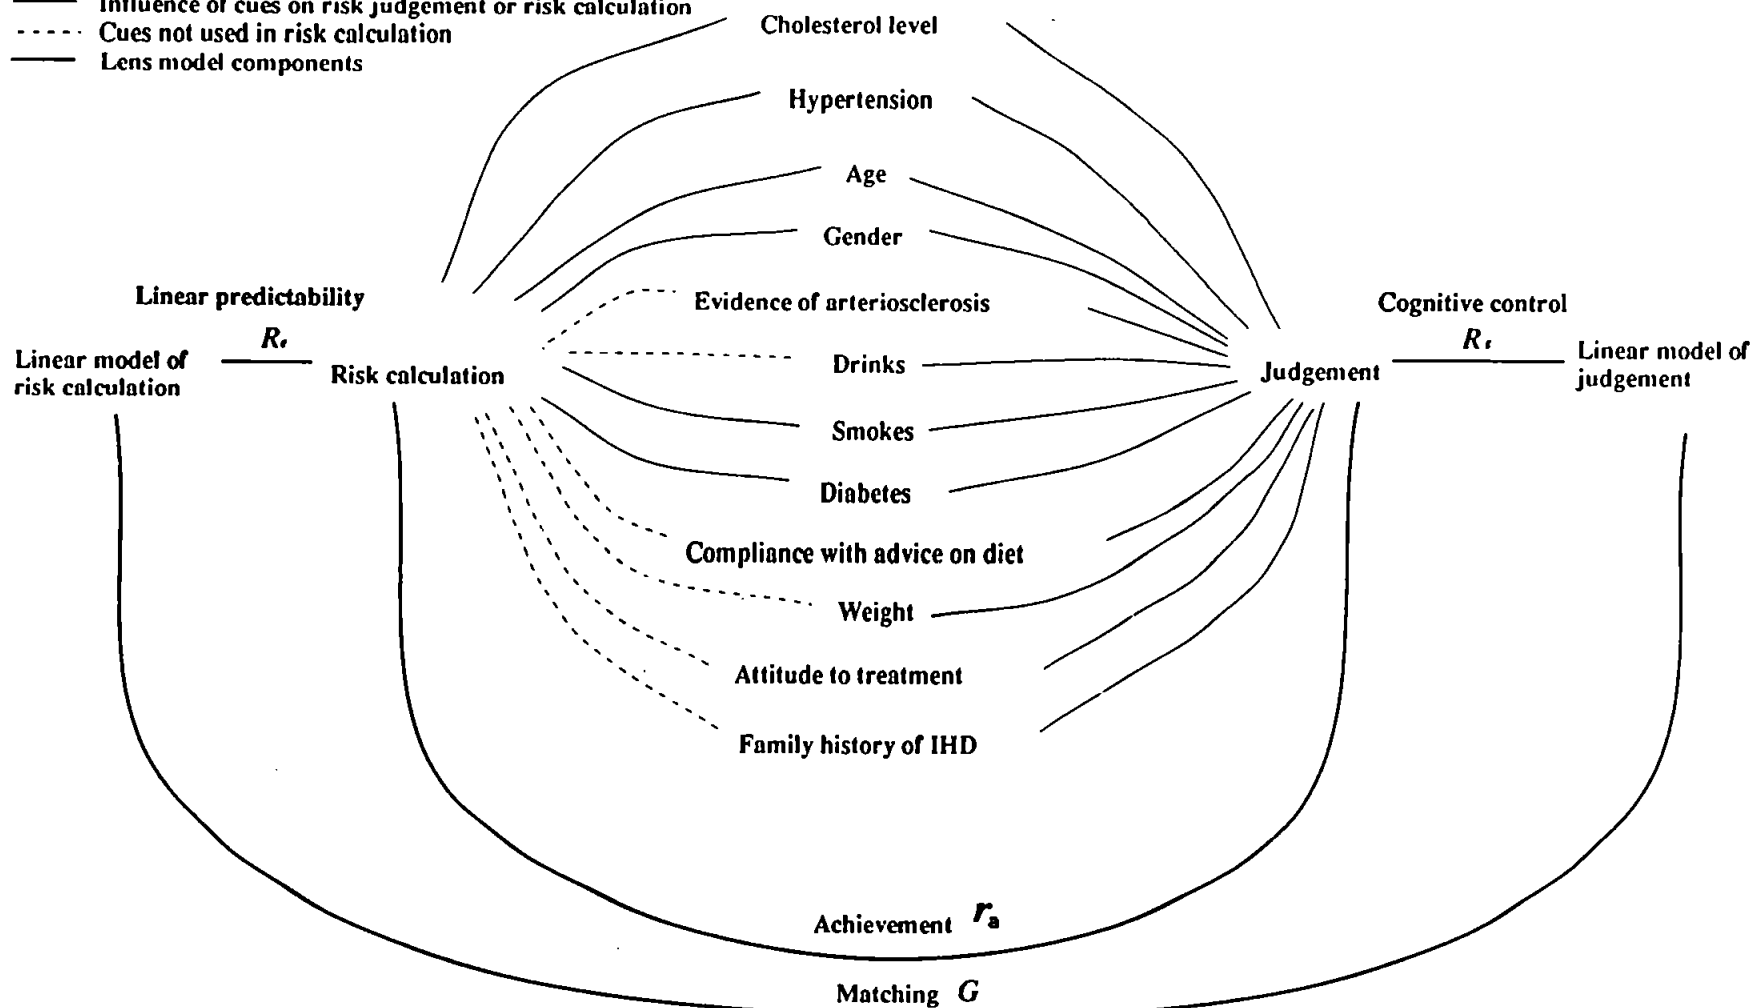 Influence of cues on risk judgement or risk calculation
Cues not used in risk calculation
Lens model components
Cholesterol level
Hypertension
Age
Gender
Evidence of arteriosclerosis
Drinks
Smokes
Diabetes
Compliance with advice on diet
Weight
Attitude to treatment
Family history of IHD
Linear predictability
Re
Linear model of
risk calculation
Risk calculation
Judgement
Cognitive control
Rs
Linear model of
judgement
Achievement ra
Matching G